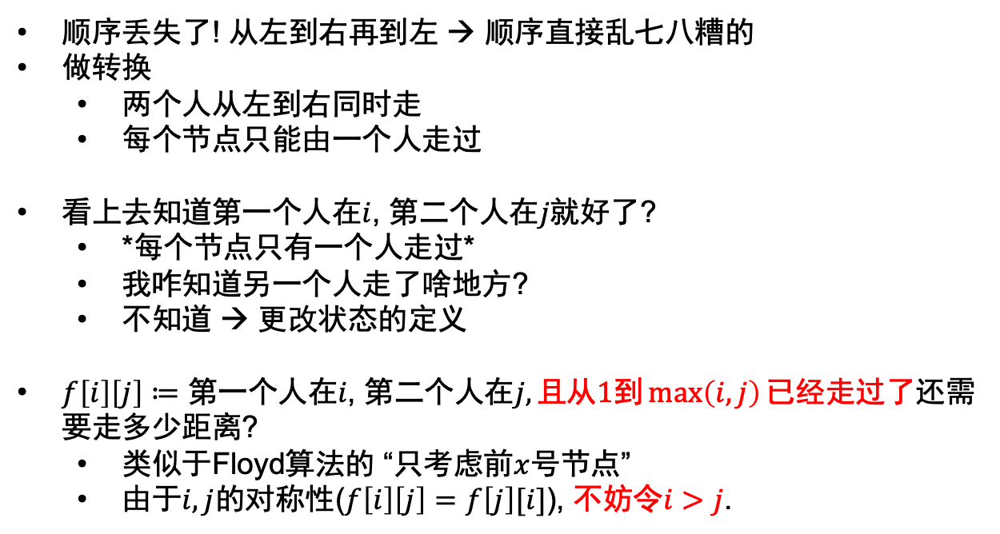 • 顺序丢失了! 从左到右再到左 → 顺序直接乱七八糟的
• 做转换
• 两个人从左到右同时走
• 每个节点只能由一个人走过
• 看上去知道第一个人在i, 第二个人在j就好了?
• *每个节点只有一个人走过*
• 我咋知道另一个人走了啥地方?
• 不知道 → 更改状态的定义
• f[i][j] ≔ 第一个人在i, 第二个人在j, 且从1到 max(i, j) 已经走过了还需
要走多少距离?
• 类似于Floyd算法的 “只考虑前x号节点”
• 由于i, j的对称性(f[i][j] = f[j][i]), 不妨令i > j.